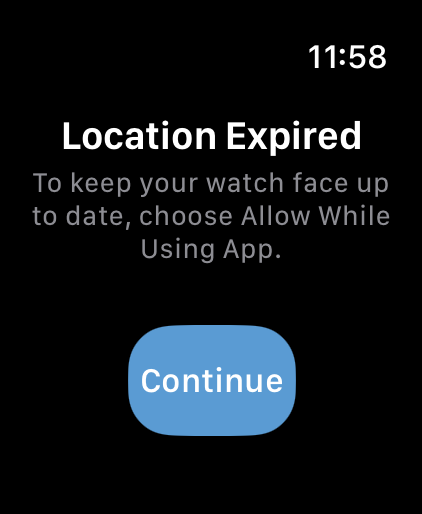 11:58
Location Expired
To keep your watch face up
to date, choose Allow While
Using App.
Continue